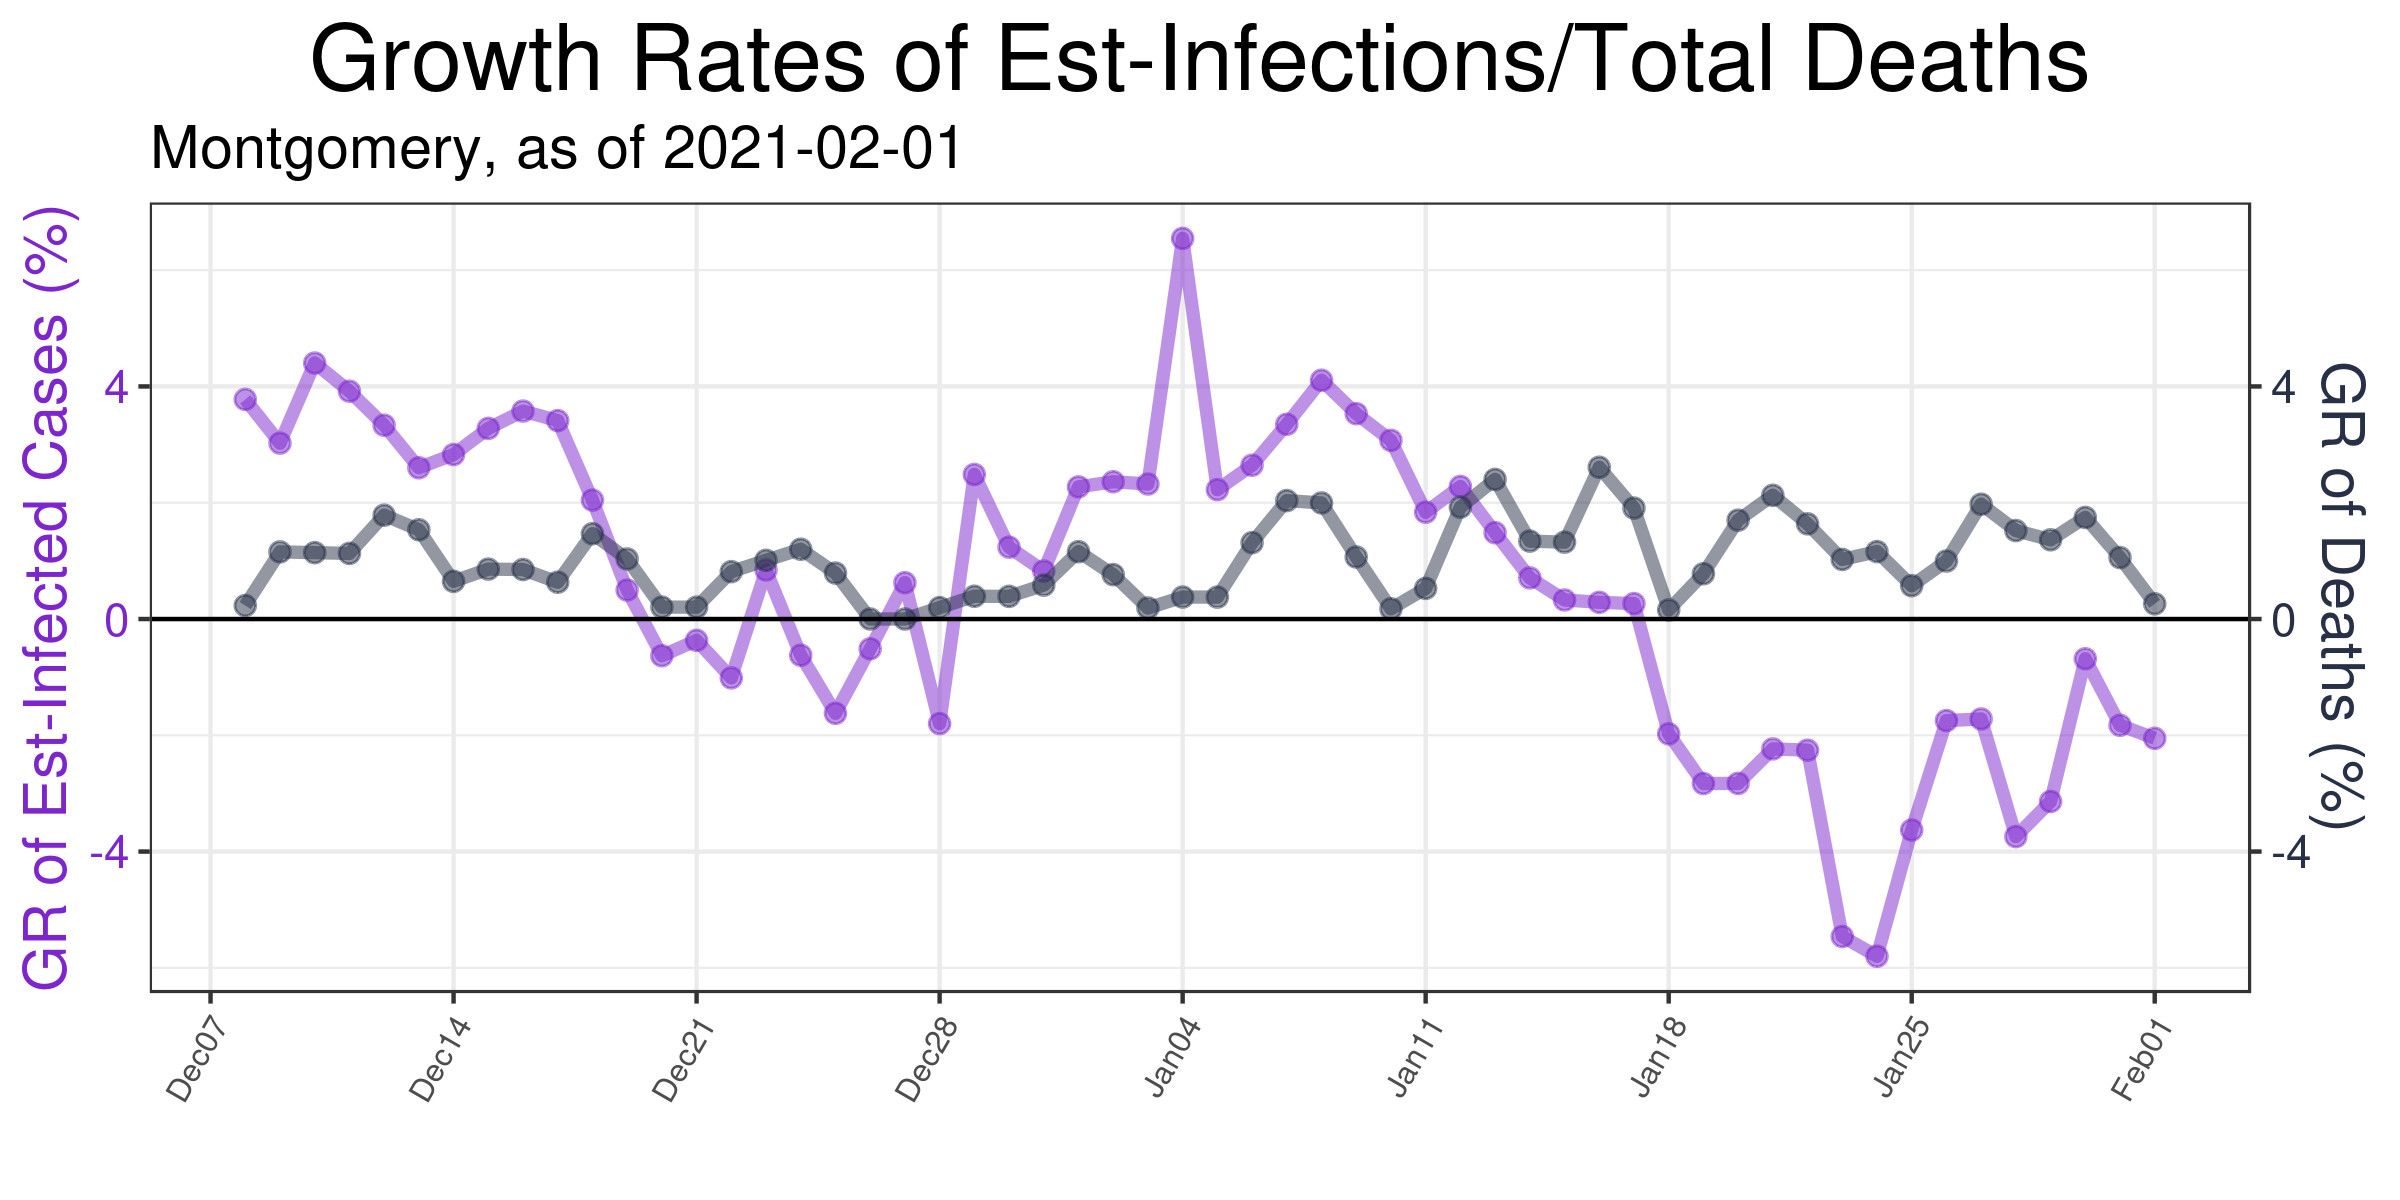 Growth Rates of Est-Infections/Total Deaths
Montgomery, as of 2021-02-01
GR of Est-Infected Cases (%)
4
0
-4
4
0
-4
GR of Deaths (%)
Dec07
Dec14
Dec21
Dec28
Jan04
Jan11
Jan18
Jan25
Feb01